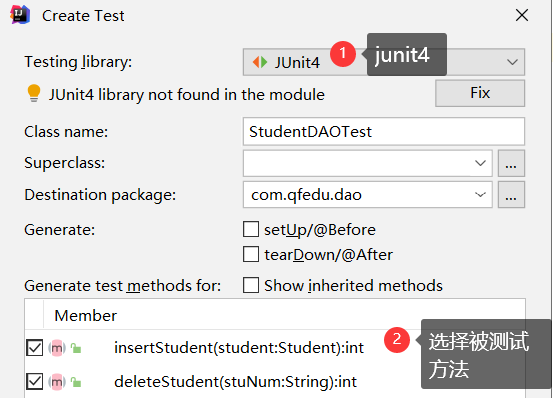 Create Test
Testing library: JUnit4 1 junit4
JUnit4 library not found in the module Fix
Class name: StudentDAOTest
Superclass: ...
Destination package: com.qfedu.dao ...
Generate: setUp/@Before
tearDown/@After
Generate test methods for: Show inherited methods
Member
m insertStudent(student:Student):int 2 选择被测试
方法
m deleteStudent(stuNum:String):int